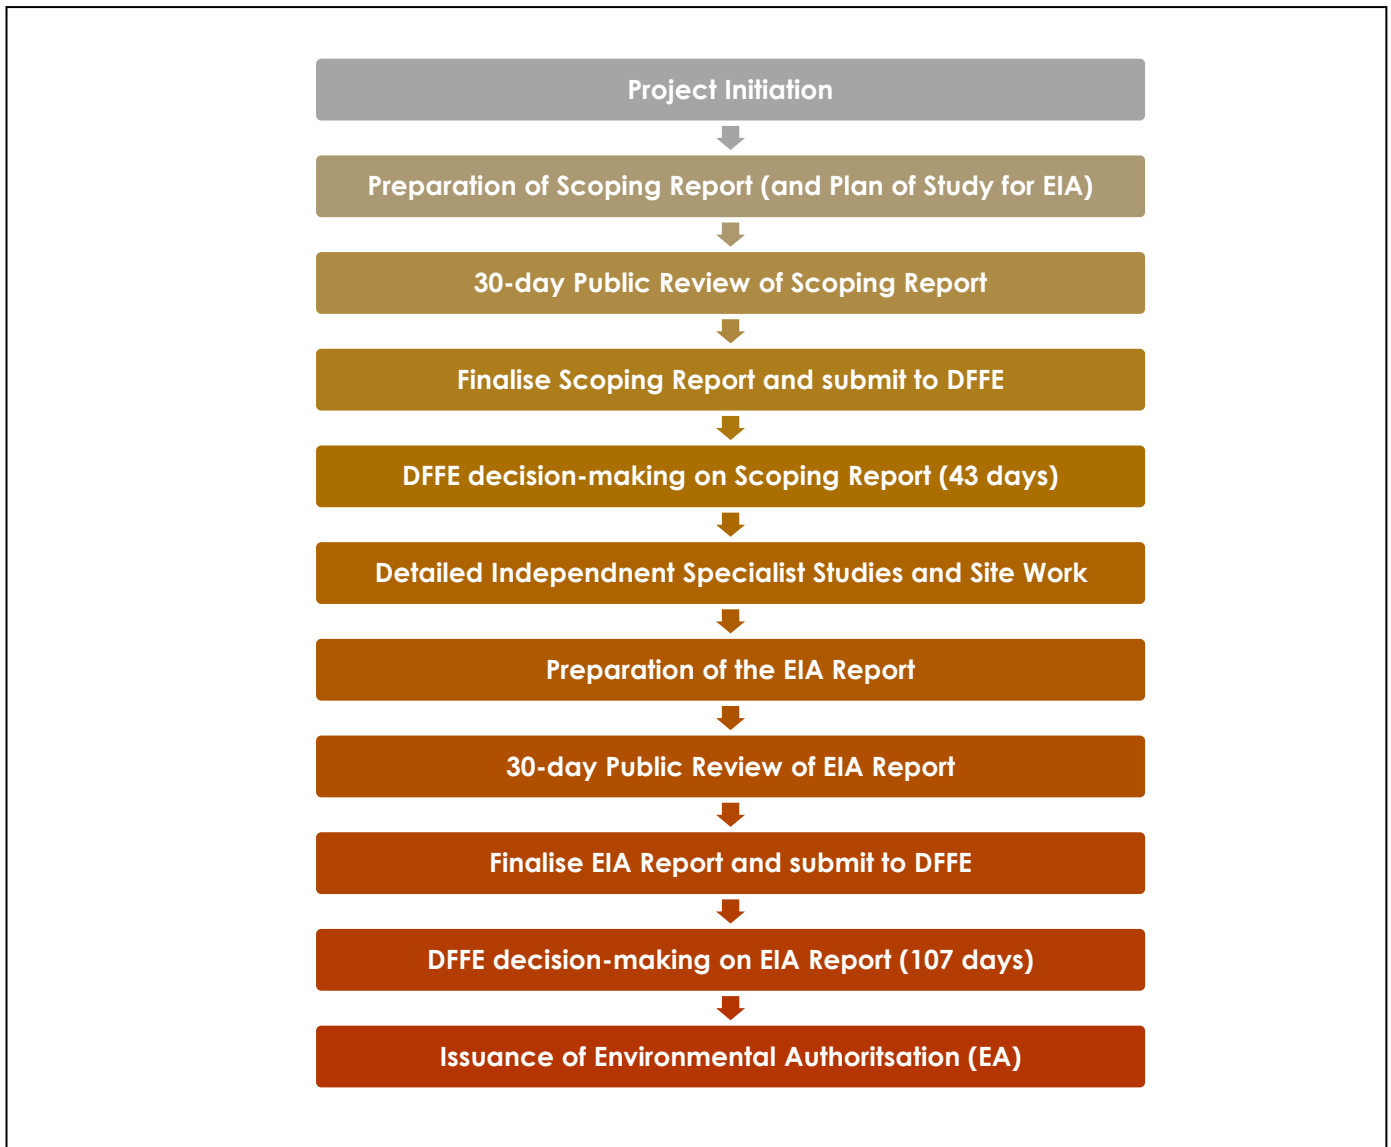 Project Initiation
Preparation of Scoping Report (and Plan of Study for EIA)
30-day Public Review of Scoping Report
Finalise Scoping Report and submit to DFFE
DFFE decision-making on Scoping Report (43 days)
Detailed Independnent Specialist Studies and Site Work
Preparation of the EIA Report
30-day Public Review of EIA Report
Finalise EIA Report and submit to DFFE
DFFE decision-making on EIA Report (107 days)
Issuance of Environmental Authoritsation (EA)